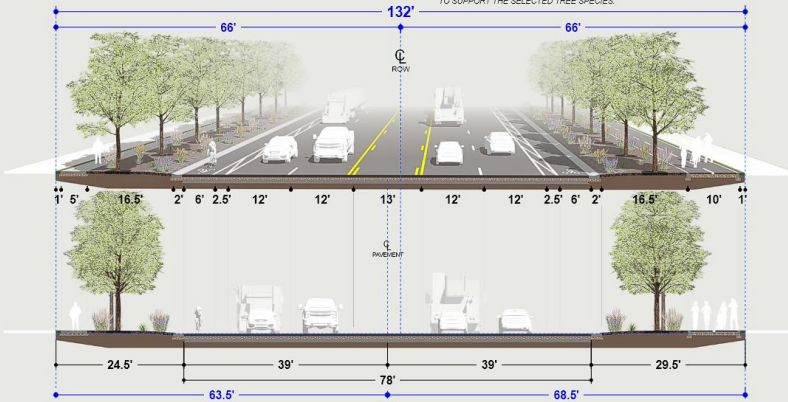 TO SUPPORT THE SELECTED TREE SPECIES.
132'
66' 66'
℄
ROW
1' 5' 16.5' 2' 6' 2.5' 12' 12' 13' 12' 12' 2.5' 6' 2' 16.5' 10' 1'
℄
PAVEMENT
24.5' 39' 39' 29.5'
78'
63.5' 68.5'